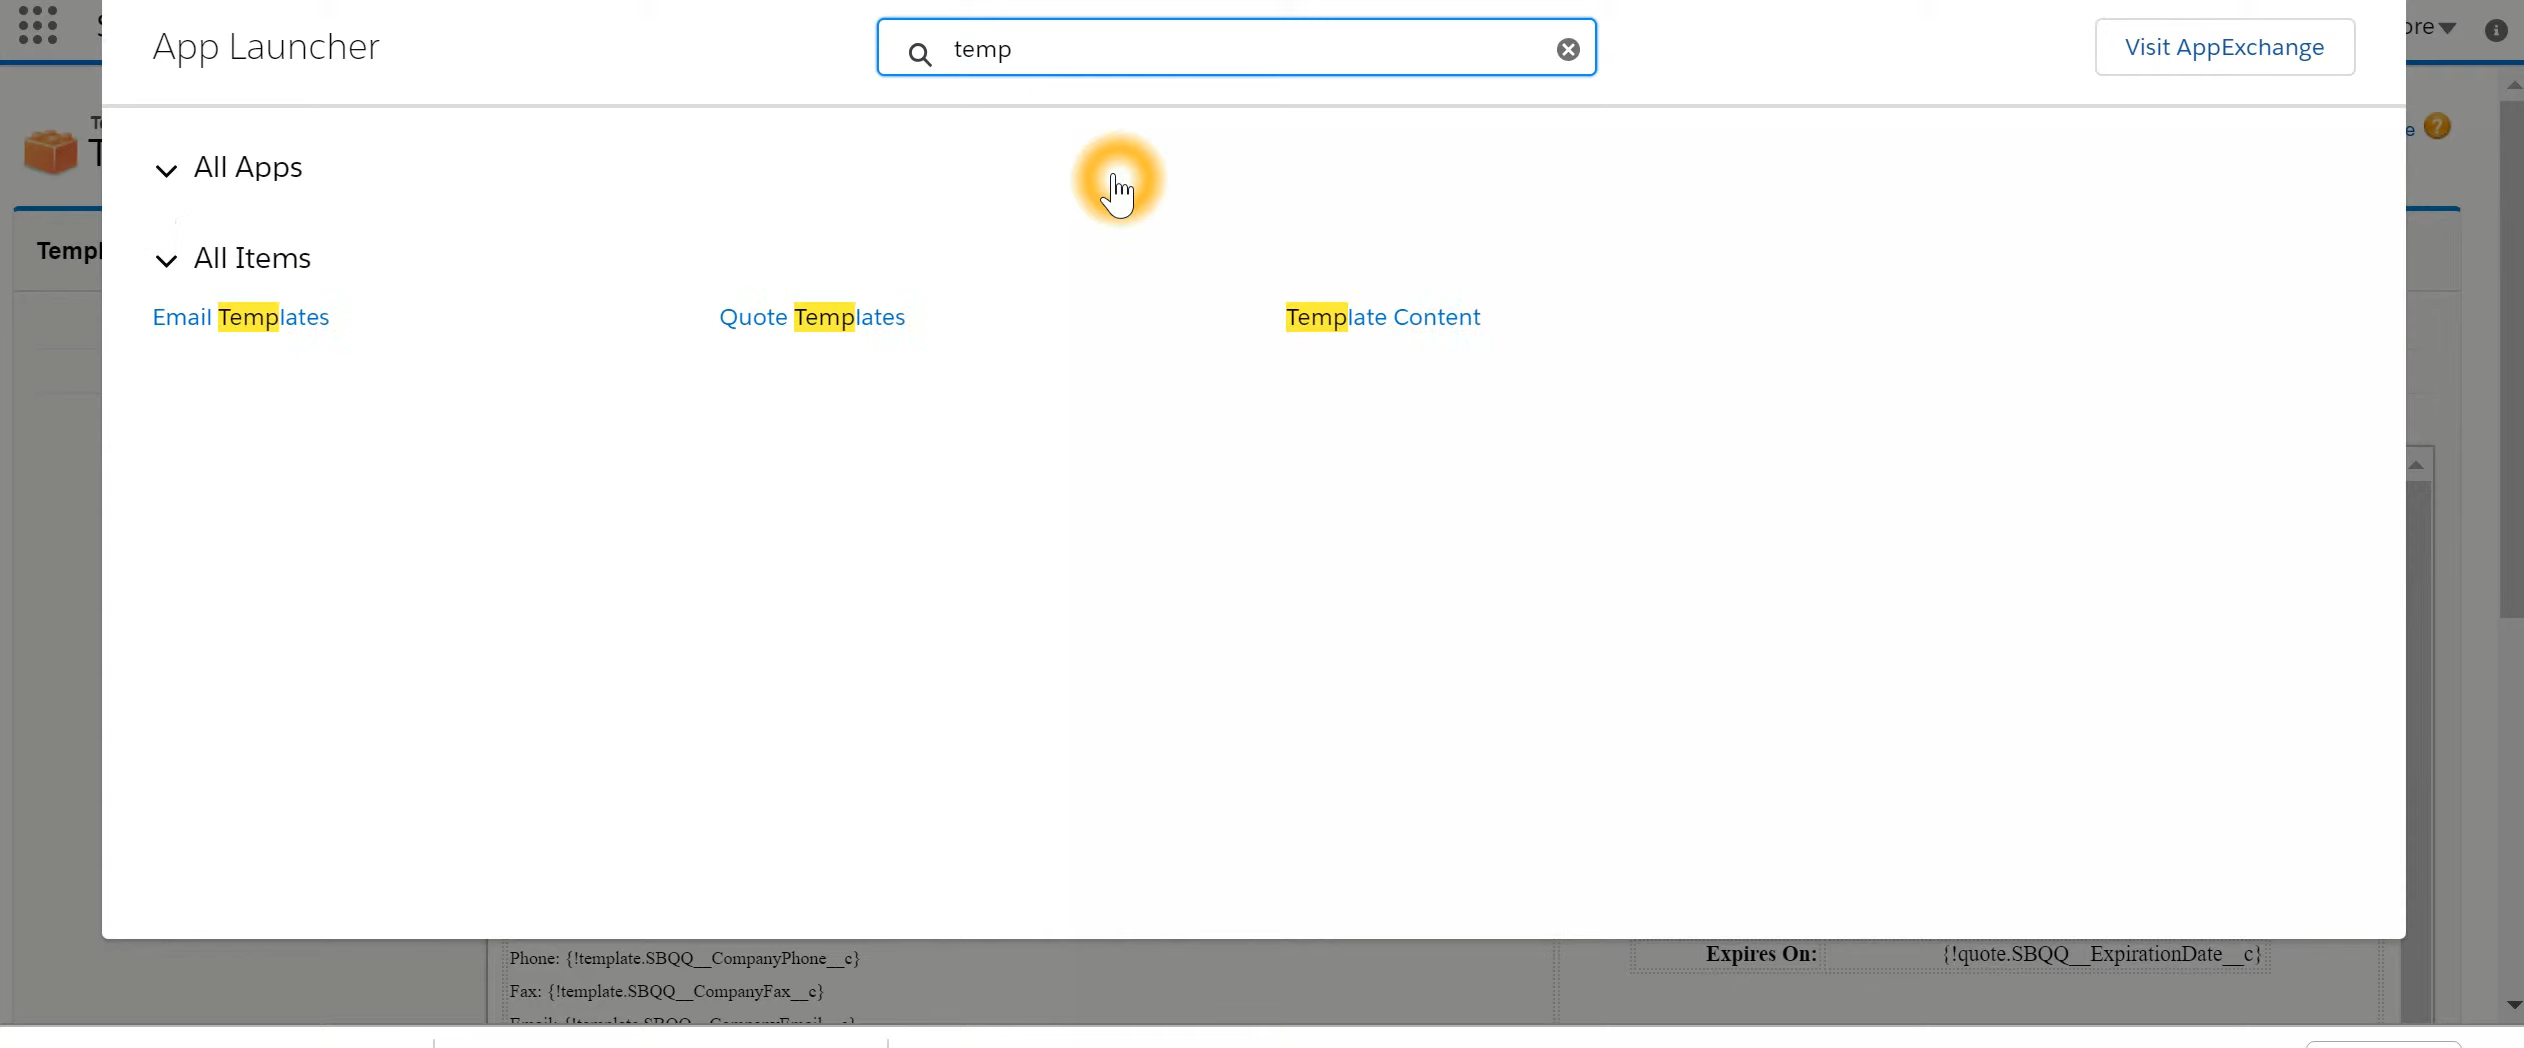 App Launcher
temp
Visit AppExchange
All Apps
All Items
Email Templates
Quote Templates
Template Content
Templ
Phone: {!template.SBQQ__CompanyPhone__c}
Fax: {!template.SBQQ__CompanyFax__c}
Expires On:
{!quote.SBQQ__ExpirationDate__c}